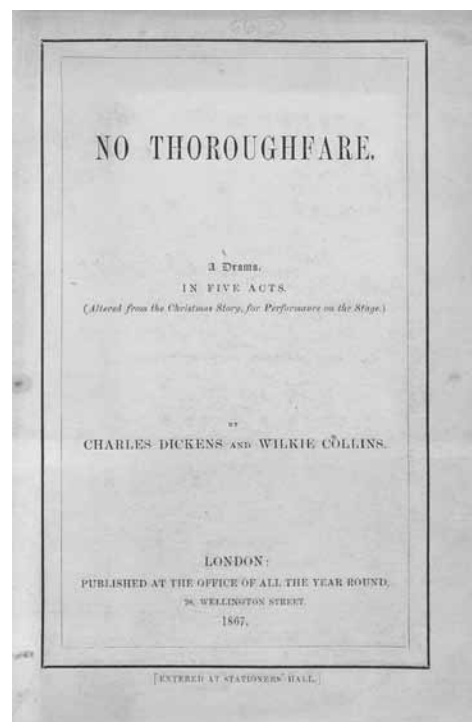 NO THOROUGHFARE.
A Drama.
IN FIVE ACTS.
(Altered from the Christmas Story, for Performance on the Stage.)
BY
CHARLES DICKENS AND WILKIE COLLINS.
LONDON:
PUBLISHED AT THE OFFICE OF ALL THE YEAR ROUND,
26, WELLINGTON STREET.
1867.
[ENTERED AT STATIONERS' HALL.]